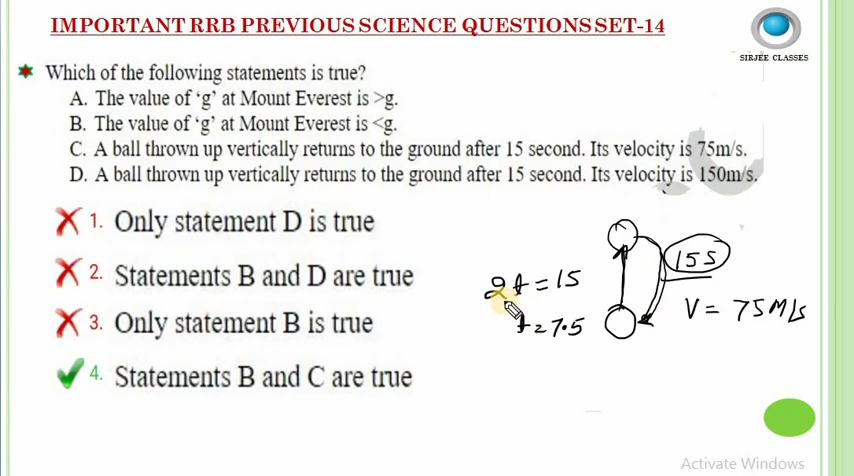 IMPORTANT RRB PREVIOUS SCIENCE QUESTIONS SET-14
SIRJEE CLASSES
Which of the following statements is true?
A. The value of 'g' at Mount Everest is >g.
B. The value of 'g' at Mount Everest is <g.
C. A ball thrown up vertically returns to the ground after 15 second. Its velocity is 75m/s.
D. A ball thrown up vertically returns to the ground after 15 second. Its velocity is 150m/s.
1. Only statement D is true
2. Statements B and D are true
3. Only statement B is true
4. Statements B and C are true
2t = 15
t = 7.5
15 S
V = 75 M/s
Activate Windows